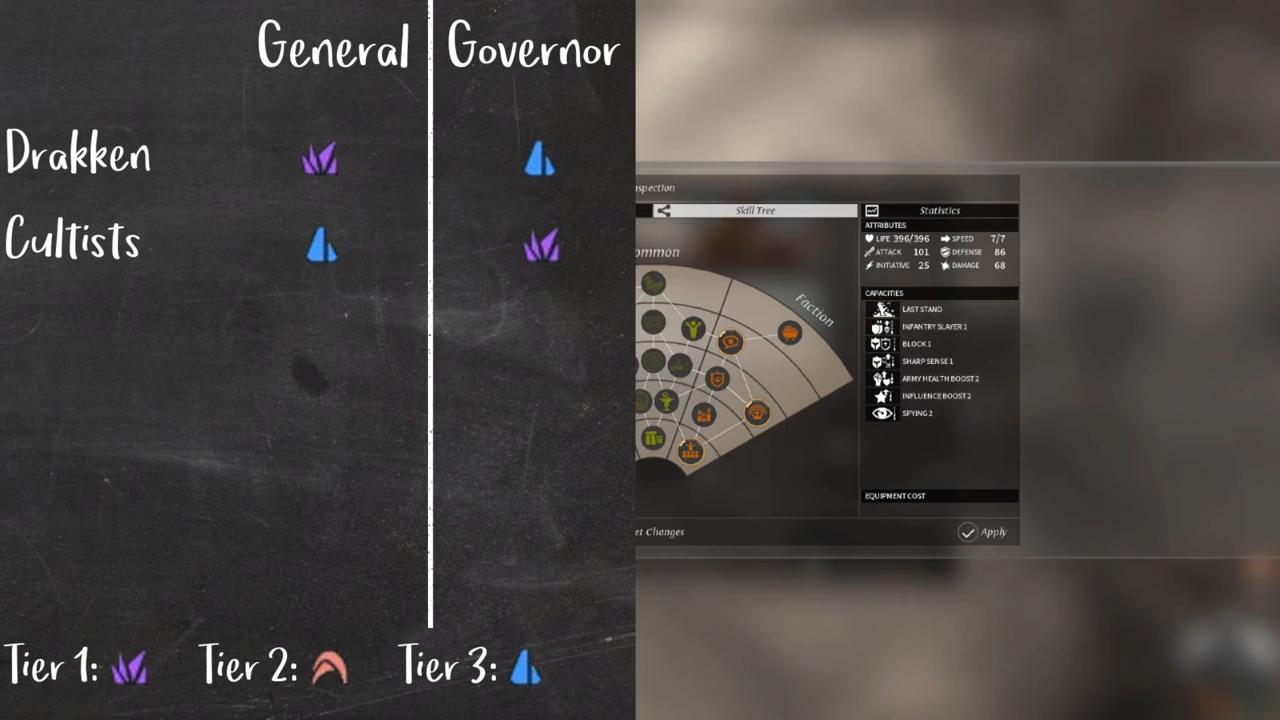 General Governor
Drakken
Cultists
Tier 1: Tier 2: Tier 3:
Skill Tree
Faction
Statistics
ATTRIBUTES
LIFE 396/396 SPEED 7/7
ATTACK 101 DEFENSE 86
INITIATIVE 25 DAMAGE 68
CAPACITIES
LAST STAND
INFANTRY SLAYER 1
BLOCK 1
SHARP SENSE 1
ARMY HEALTH BOOST 2
INFLUENCE BOOST 2
SPYING 2
EQUIPMENT COST
Changes
Apply